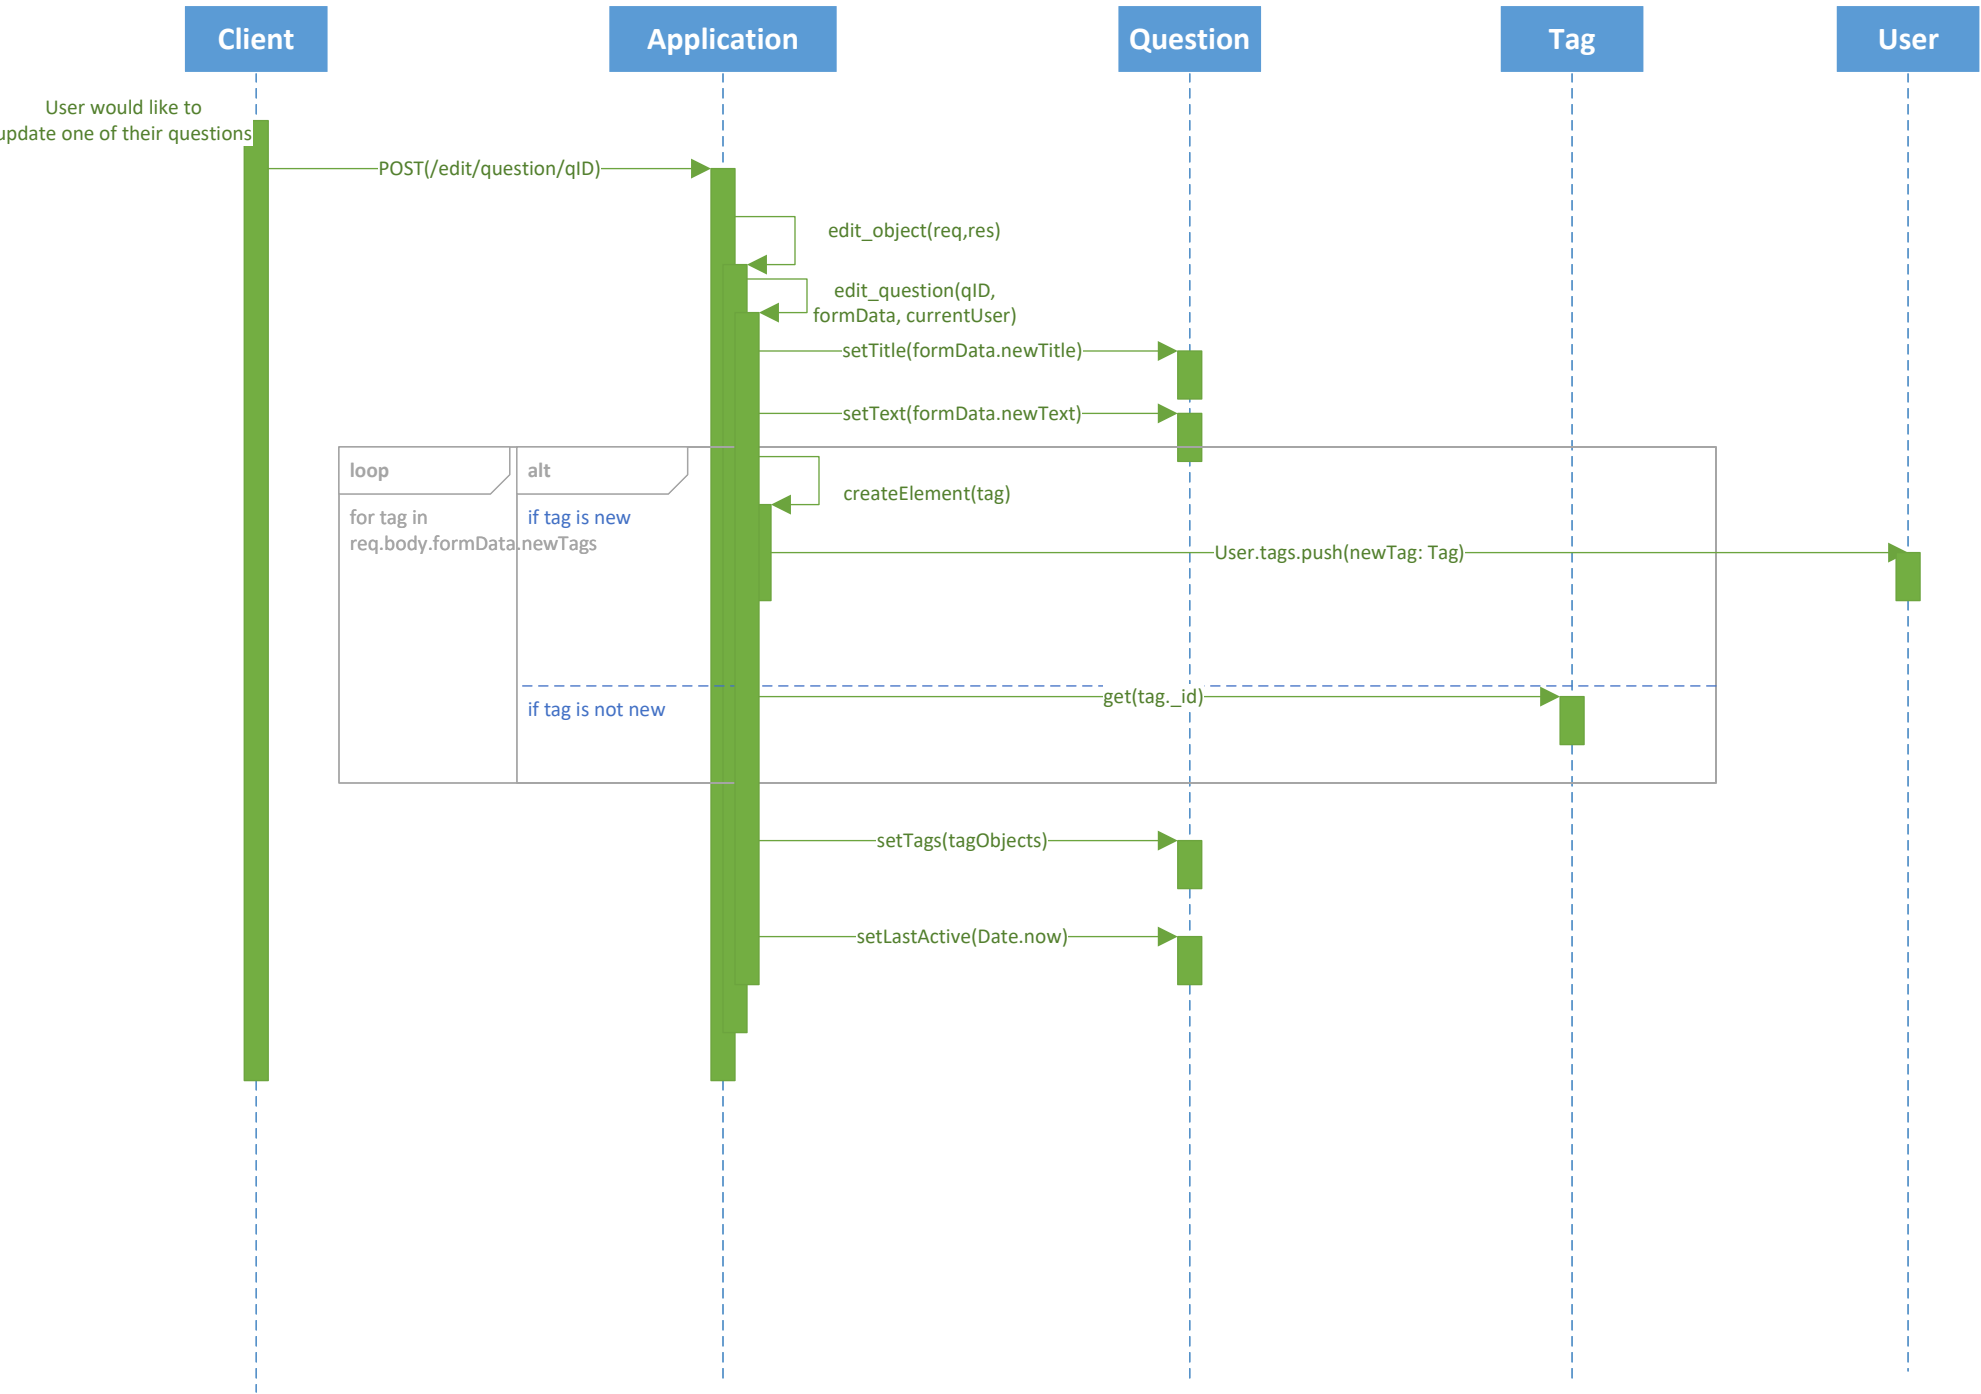 Client
Application
Question
Tag
User
User would like to
update one of their questions
POST(/edit/question/qID)
edit_object(req,res)
edit_question(qID,
formData, currentUser)
setTitle(formData.newTitle)
setText(formData.newText)
loop
alt
for tag in
req.body.formData.newTags
if tag is new
createElement(tag)
User.tags.push(newTag: Tag)
if tag is not new
get(tag._id)
setTags(tagObjects)
setLastActive(Date.now)